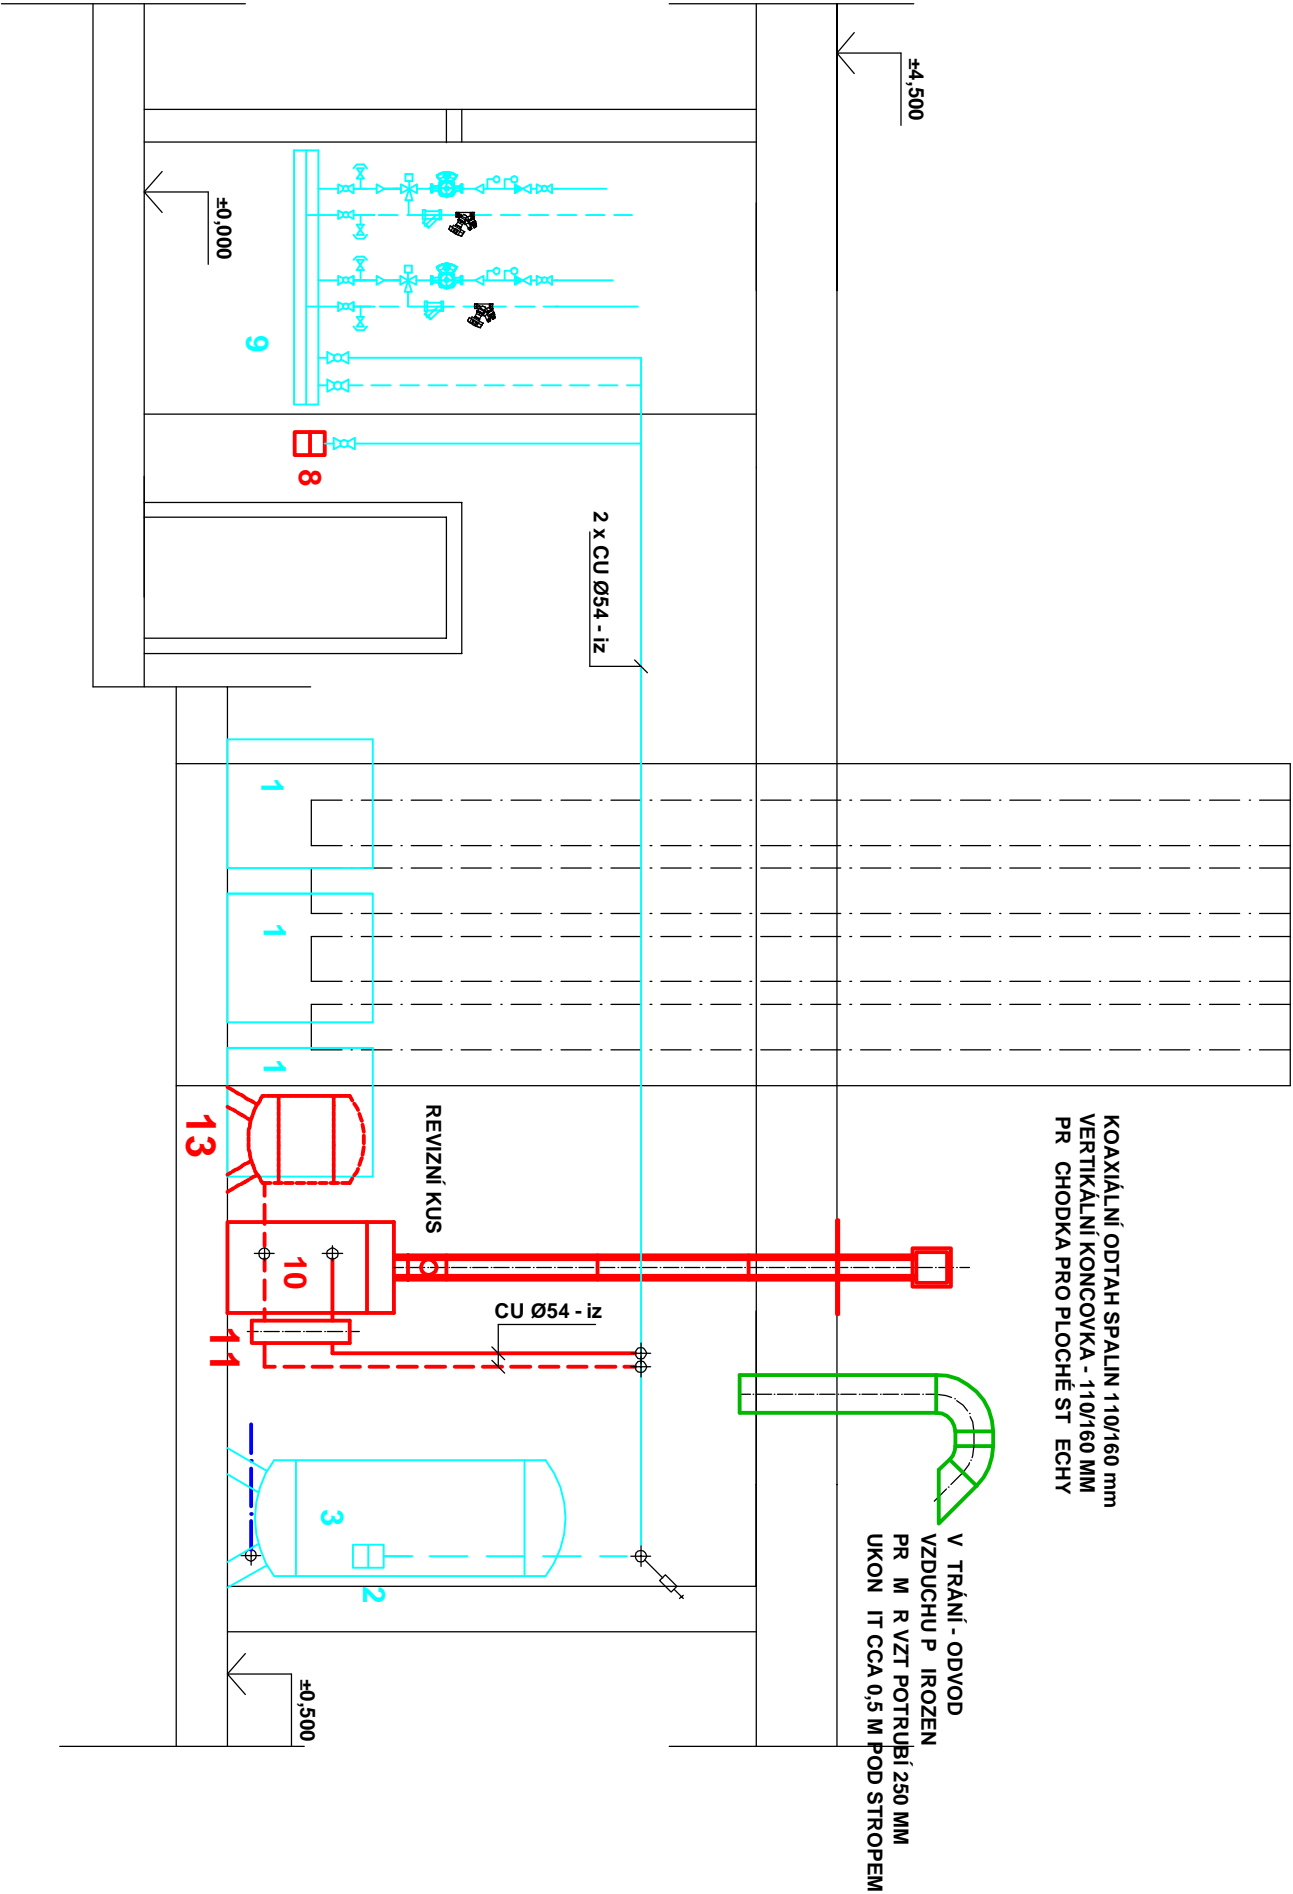 ±4,500
±0,000
9
8
2 x CU Ø54 - iz
1
1
1
KOAXIÁLNÍ ODTAH SPALIN 110/160 mm
VERTIKÁLNÍ KONCOVKA - 110/160 MM
PR CHODKA PRO PLOCHÉ ST ECHY
REVIZNÍ KUS
13
10
11
CU Ø54 - iz
V TRÁNÍ - ODVOD
VZDUCHU P IROZEN
PR M R VZT POTRUBÍ 250 MM
UKON IT CCA 0,5 M POD STROPEM
3
2
±0,500